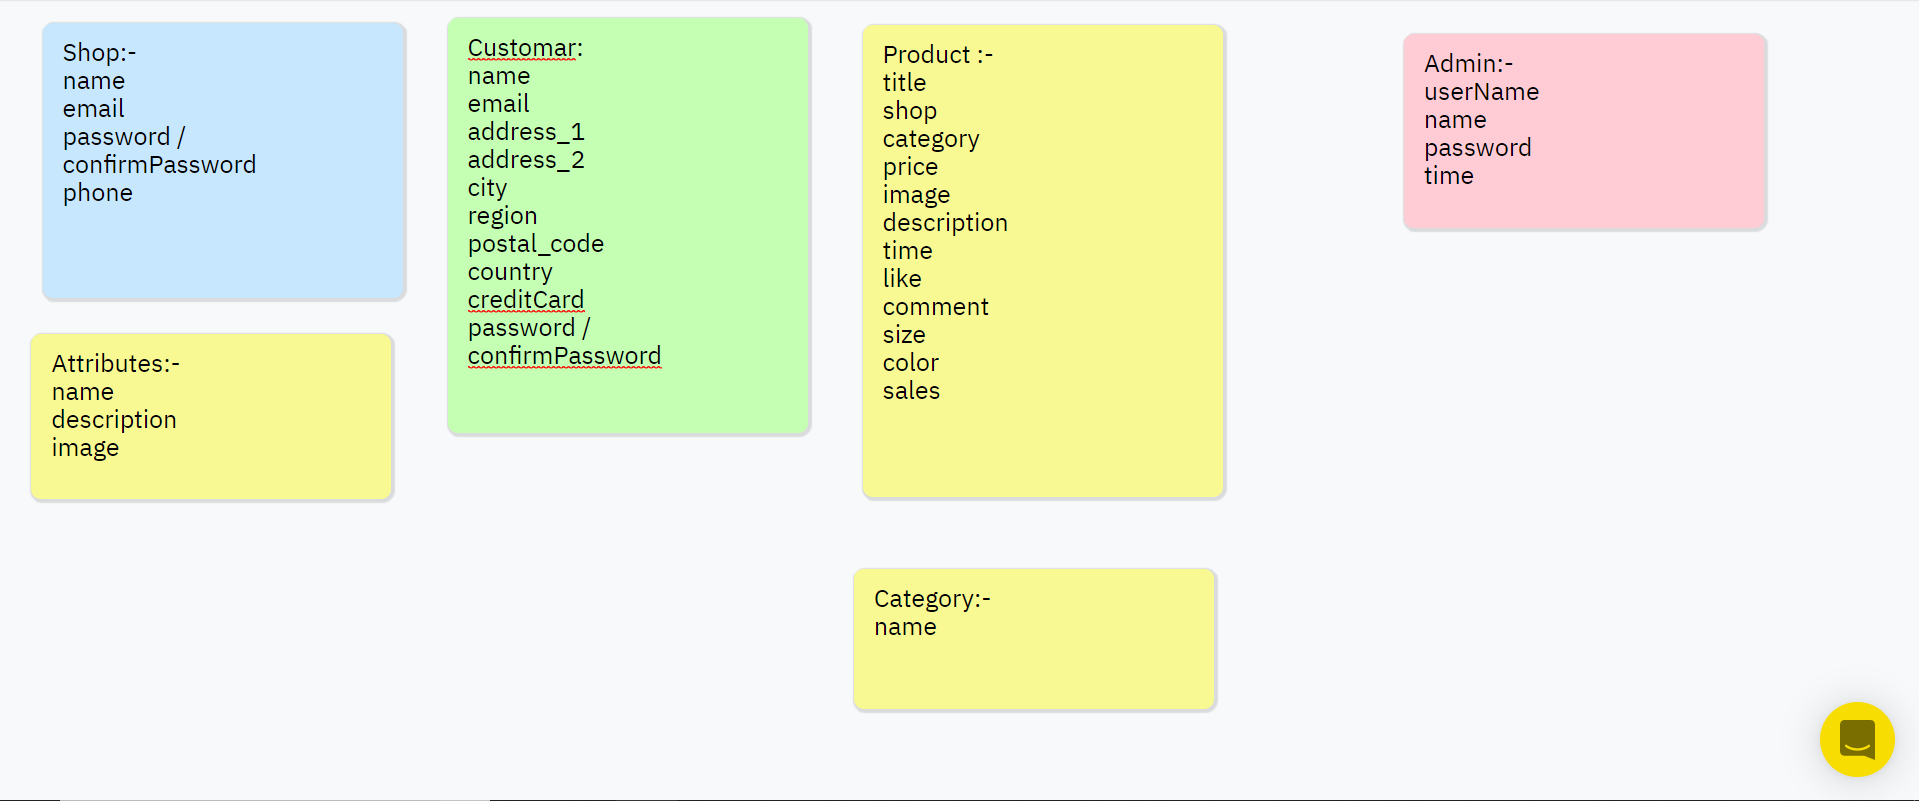 Shop:-
name
email
password /
confirmPassword
phone
Customar:
name
email
address_1
address_2
city
region
postal_code
country
creditCard
password /
confirmPassword
Product :-
title
shop
category
price
image
description
time
like
comment
size
color
sales
Admin:-
userName
name
password
time
Attributes:-
name
description
image
Category:-
name